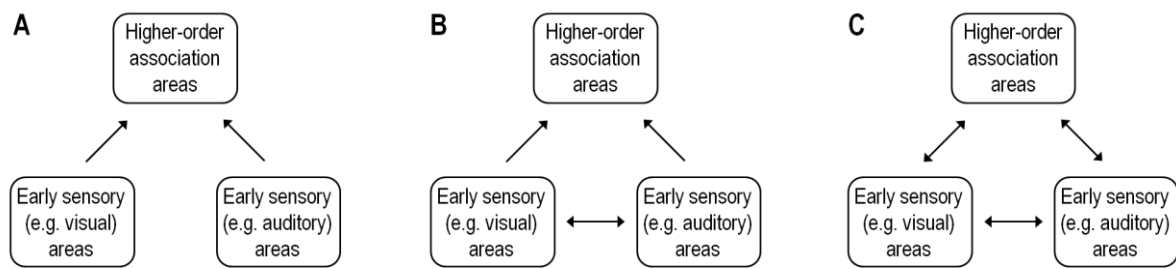 A
Higher-order
association
areas
Early sensory
(e.g. visual)
areas
Early sensory
(e.g. auditory)
areas
B
Higher-order
association
areas
Early sensory
(e.g. visual)
areas
Early sensory
(e.g. auditory)
areas
C
Higher-order
association
areas
Early sensory
(e.g. visual)
areas
Early sensory
(e.g. auditory)
areas